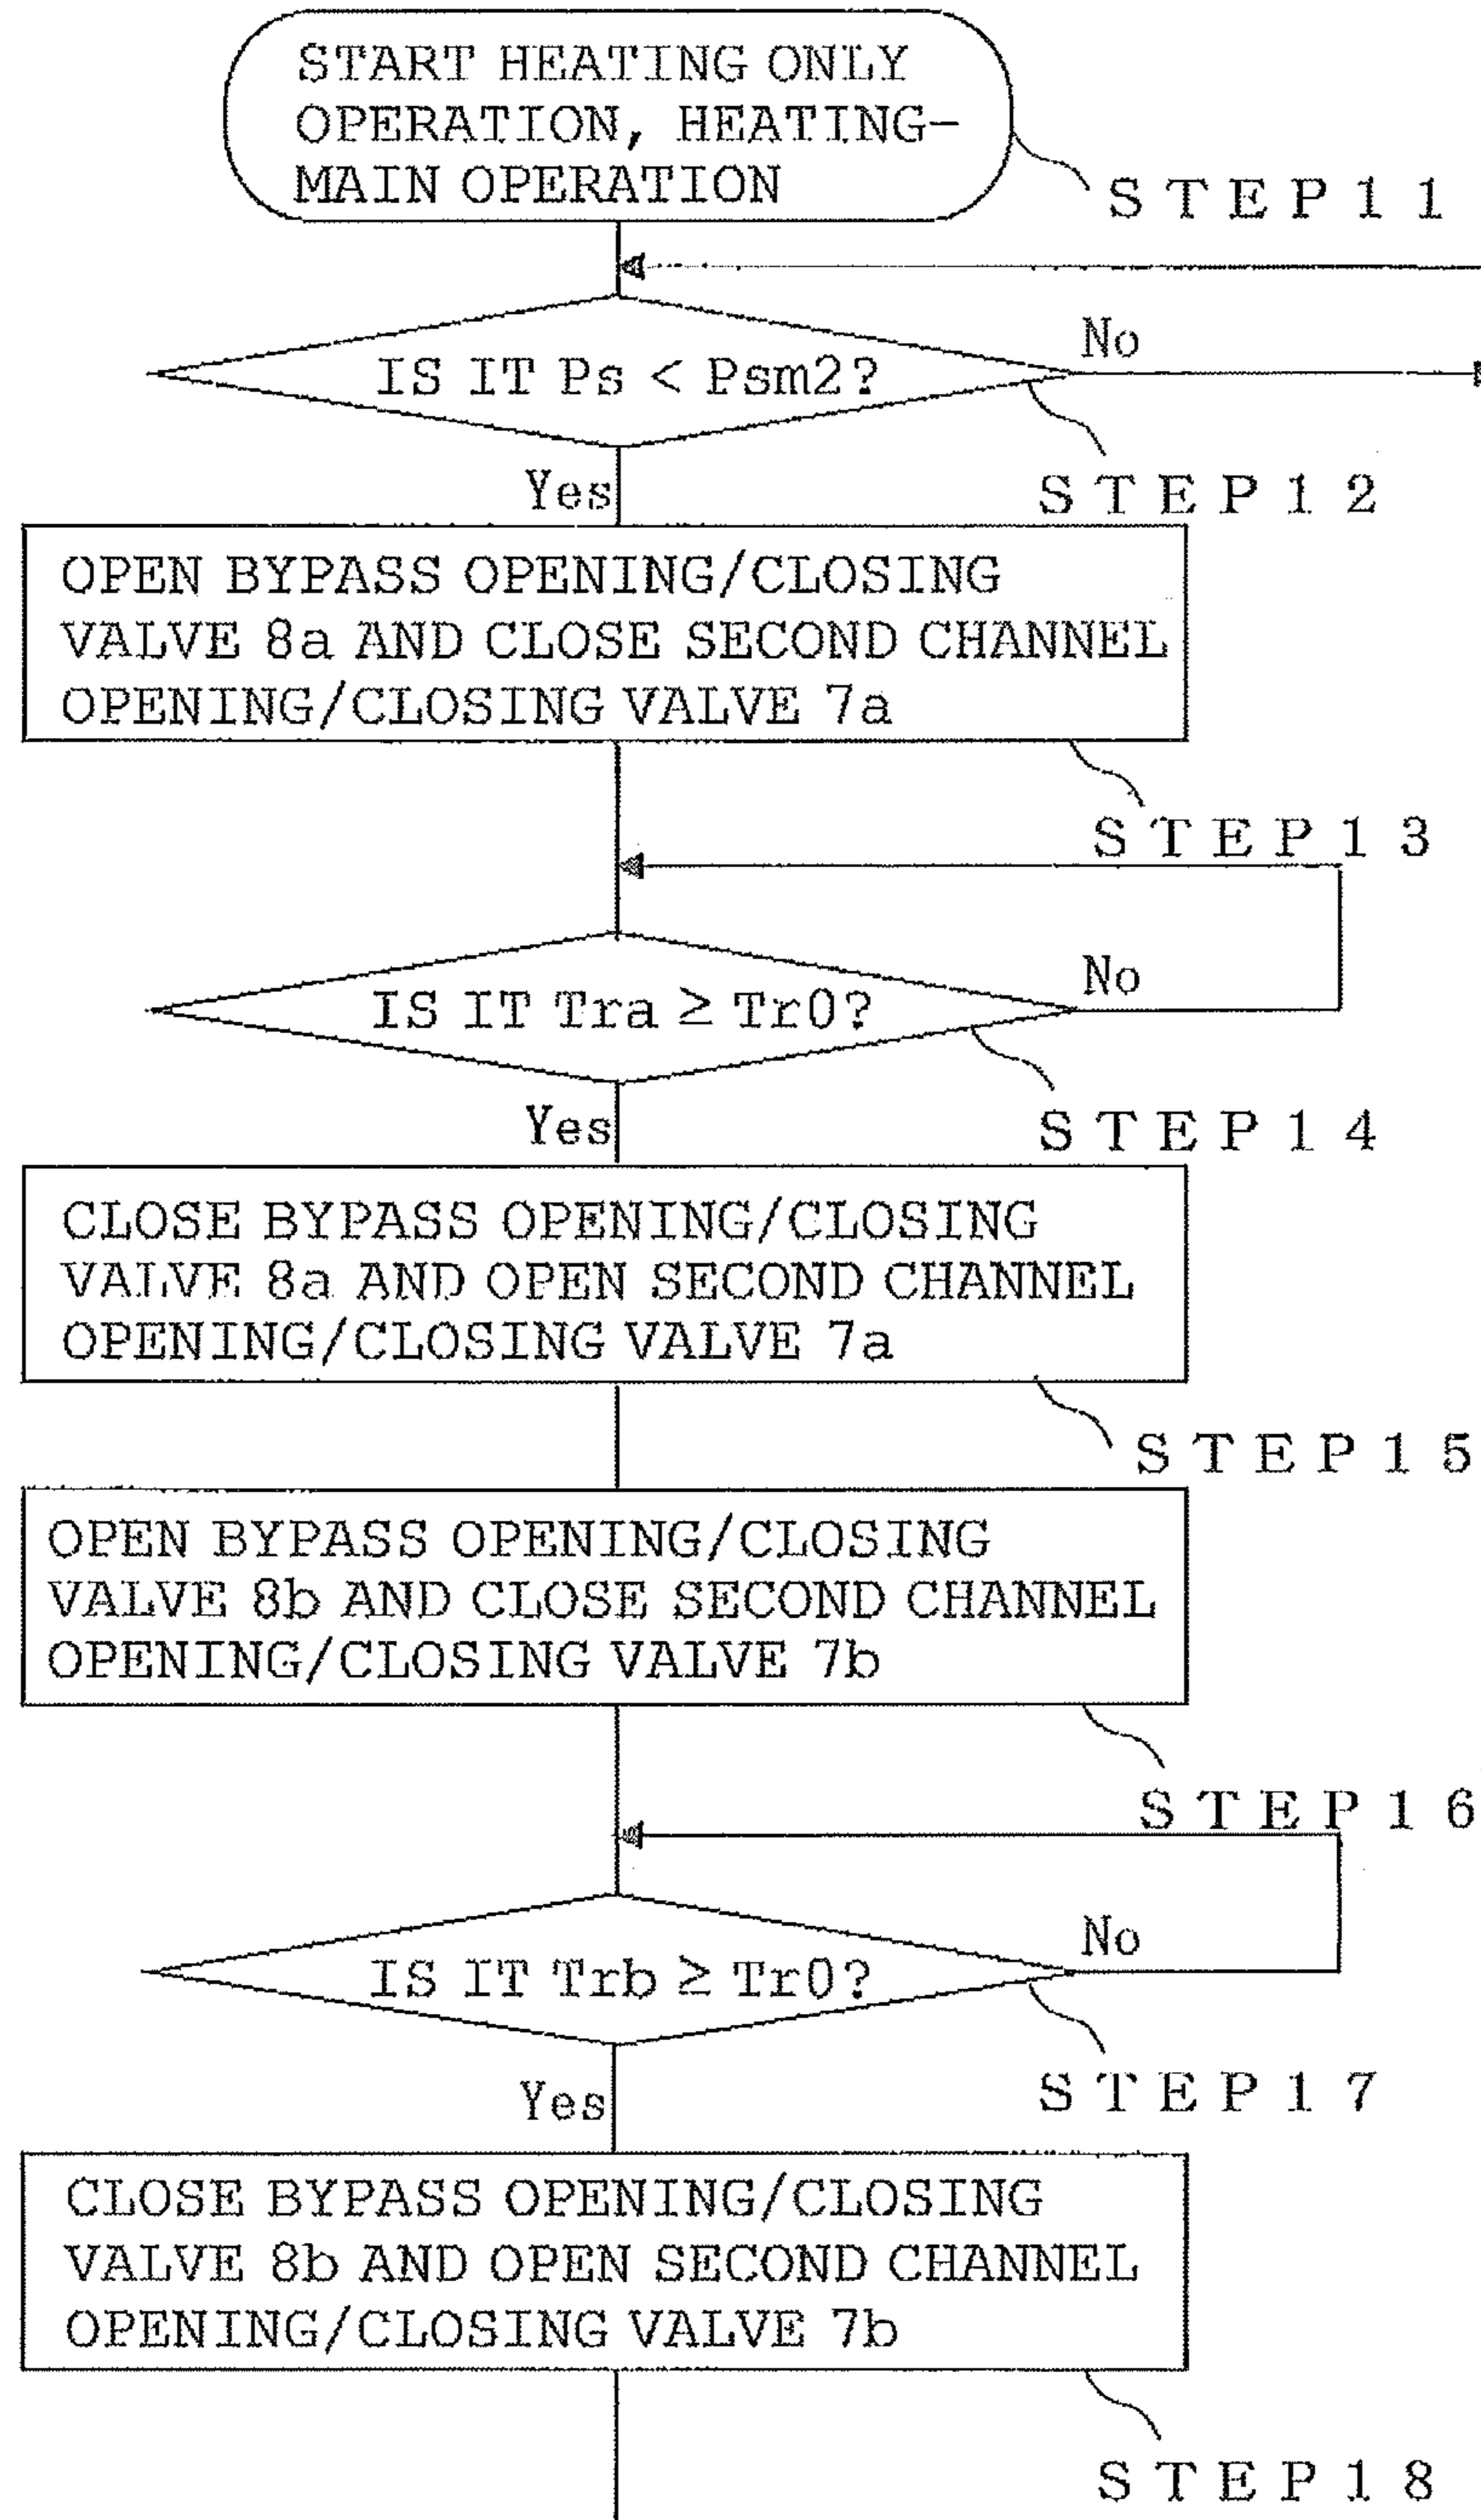 START HEATING ONLY
OPERATION, HEATING-
MAIN OPERATION
STEP11
IS IT Ps < Psm2?
No
STEP12
Yes
OPEN BYPASS OPENING/CLOSING
VALVE 8a AND CLOSE SECOND CHANNEL
OPENING/CLOSING VALVE 7a
STEP13
IS IT Tra ≥ Tr0?
No
STEP14
Yes
CLOSE BYPASS OPENING/CLOSING
VALVE 8a AND OPEN SECOND CHANNEL
OPENING/CLOSING VALVE 7a
STEP15
OPEN BYPASS OPENING/CLOSING
VALVE 8b AND CLOSE SECOND CHANNEL
OPENING/CLOSING VALVE 7b
STEP16
IS IT Trb ≥ Tr0?
No
STEP17
Yes
CLOSE BYPASS OPENING/CLOSING
VALVE 8b AND OPEN SECOND CHANNEL
OPENING/CLOSING VALVE 7b
STEP18